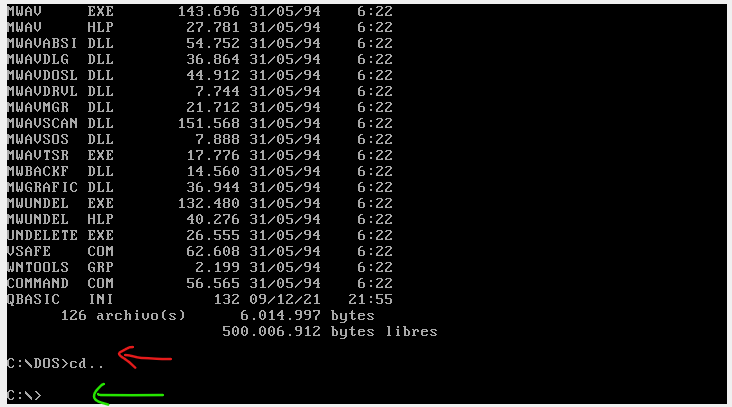 MWAV     EXE       143.696 31/05/94    6:22
MWAV     HLP        27.781 31/05/94    6:22
MWAVABSI DLL        54.752 31/05/94    6:22
MWAVDLG  DLL        36.864 31/05/94    6:22
MWAVDOSL DLL        44.912 31/05/94    6:22
MWAVDRVL DLL         7.744 31/05/94    6:22
MWAVMGR  DLL        21.712 31/05/94    6:22
MWAVSCAN DLL       151.568 31/05/94    6:22
MWAVSOS  DLL         7.888 31/05/94    6:22
MWAVTSR  EXE        17.776 31/05/94    6:22
MWBACKF  DLL        14.560 31/05/94    6:22
MWGRAFIC DLL        36.944 31/05/94    6:22
MWUNDEL  EXE       132.480 31/05/94    6:22
MWUNDEL  HLP        40.276 31/05/94    6:22
UNDELETE EXE        26.555 31/05/94    6:22
VSAFE    COM        62.608 31/05/94    6:22
WNTOOLS  GRP         2.199 31/05/94    6:22
COMMAND  COM        56.565 31/05/94    6:22
QBASIC   INI           132 09/12/21   21:55
126 archivo(s)      6.014.997 bytes
500.006.912 bytes libres
C:\DOS>cd..
C:\>